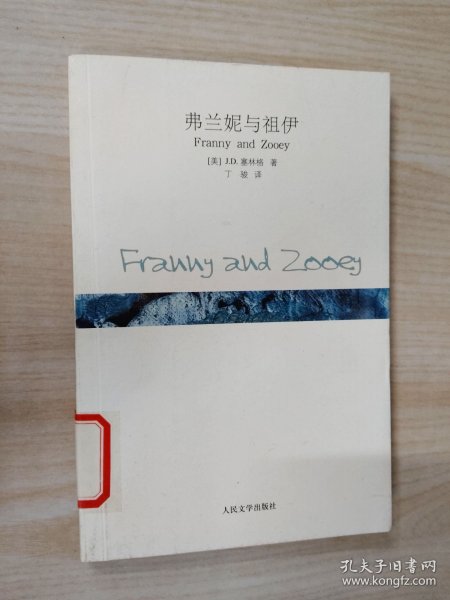 弗兰妮与祖伊
Franny and Zooey
[美] J.D. 塞林格 著
丁 骏 译
Franny and Zooey
人民文学出版社
孔夫子旧书网
www.kongfz.com